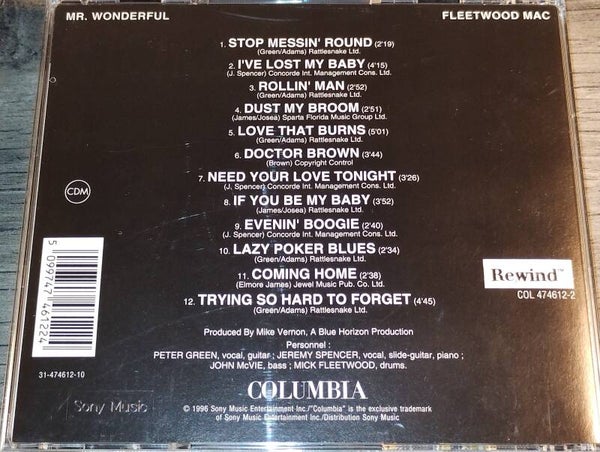 MR. WONDERFUL
FLEETWOOD MAC
1. STOP MESSIN' ROUND (2'19)
(Green/Adams) Rattlesnake Ltd.
2. I'VE LOST MY BABY (4'15)
(J. Spencer) Concorde Int. Management Cons. Ltd.
3. ROLLIN' MAN (2'52)
(Green/Adams) Rattlesnake Ltd.
4. DUST MY BROOM (2'51)
(James/Josea) Sparta Florida Music Group Ltd.
5. LOVE THAT BURNS (5'01)
(Green/Adams) Rattlesnake Ltd.
6. DOCTOR BROWN (3'44)
(Brown) Copyright Control
7. NEED YOUR LOVE TONIGHT (3'26)
(J. Spencer) Concorde Int. Management Cons. Ltd.
8. IF YOU BE MY BABY (3'52)
(James/Josea) Rattlesnake Ltd.
9. EVENIN' BOOGIE (2'40)
(J. Spencer) Concorde Int. Management Cons. Ltd.
10. LAZY POKER BLUES (2'34)
(Green/Adams) Rattlesnake Ltd.
11. COMING HOME (2'38)
(Elmore James) Jewel Music Pub. Co. Ltd.
12. TRYING SO HARD TO FORGET (4'45)
(Green/Adams) Rattlesnake Ltd.
CDM
5 099747 461224
31-474612-10
Rewind™
COL 474612-2
Produced by Mike Vernon, A Blue Horizon Production
Personnel :
PETER GREEN, vocal, guitar ; JEREMY SPENCER, vocal, slide-guitar, piano ;
JOHN McVIE, bass ; MICK FLEETWOOD, drums.
COLUMBIA
Sony Music
© 1996 Sony Music Entertainment Inc./"Columbia" is the exclusive trademark
of Sony Music Entertainment Inc./Distribution Sony Music